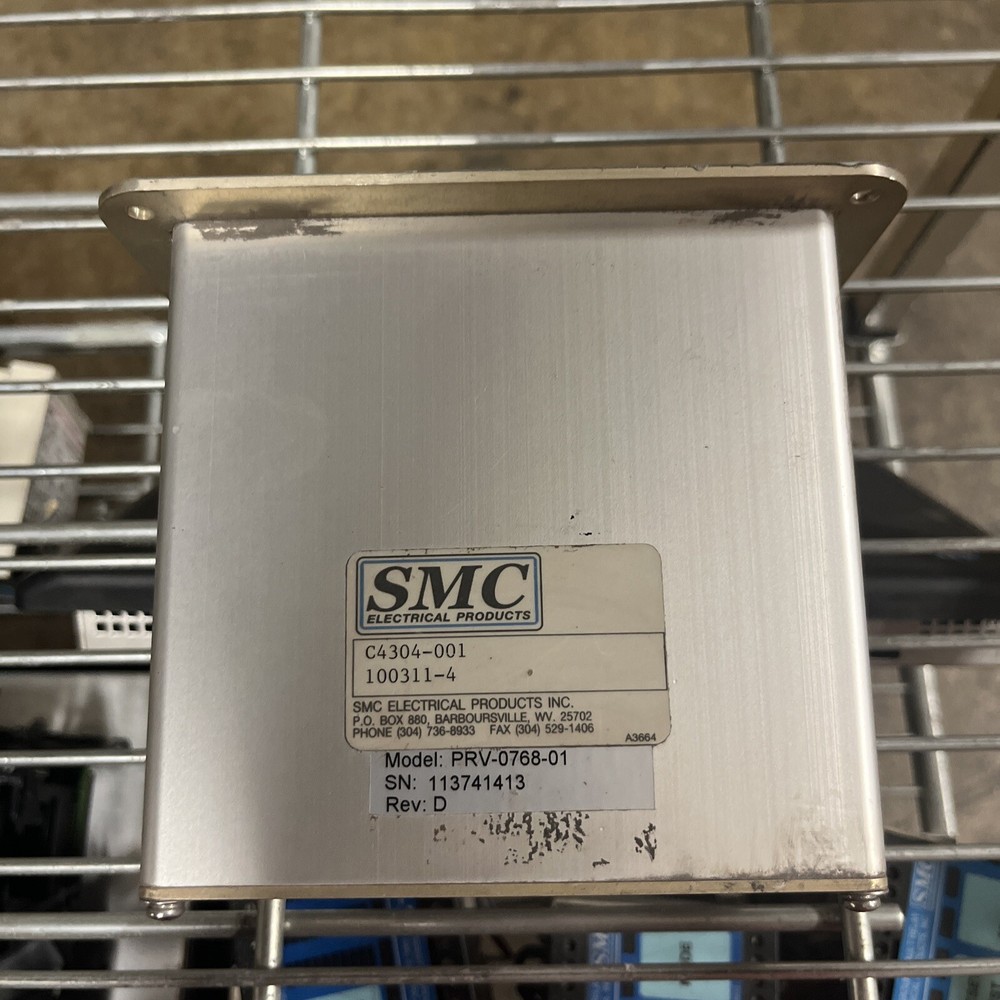 SMC
ELECTRICAL PRODUCTS
C4304-001
100311-4
SMC ELECTRICAL PRODUCTS INC.
P.O. BOX 880, BARBOURSVILLE, WV. 25702
PHONE (304) 736-8933 FAX (304) 529-1406
A3664
Model: PRV-0768-01
SN: 113741413
Rev: D